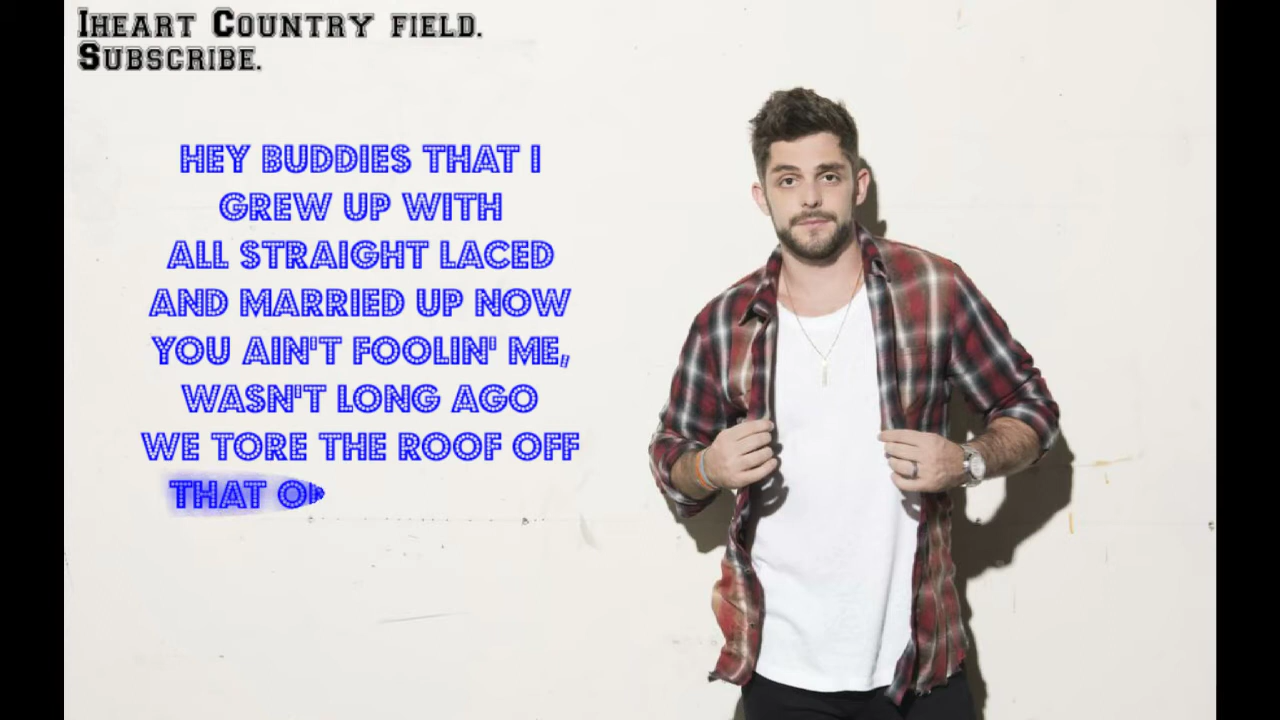 Iheart Country field.
Subscribe.
HEY BUDDIES THAT I
GREW UP WITH
ALL STRAIGHT LACED
AND MARRIED UP NOW
YOU AIN'T FOOLIN' ME,
WASN'T LONG AGO
WE TORE THE ROOF OFF
THAT